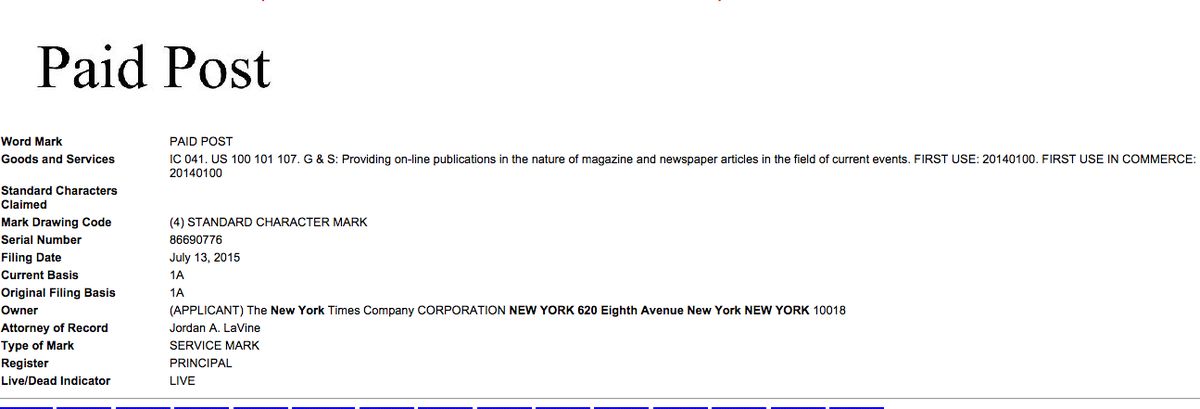 Paid Post
Word Mark PAID POST
Goods and Services IC 041. US 100 101 107. G & S: Providing on-line publications in the nature of magazine and newspaper articles in the field of current events. FIRST USE: 20140100. FIRST USE IN COMMERCE:
20140100
Standard Characters
Claimed
Mark Drawing Code (4) STANDARD CHARACTER MARK
Serial Number 86690776
Filing Date July 13, 2015
Current Basis 1A
Original Filing Basis 1A
Owner (APPLICANT) The New York Times Company CORPORATION NEW YORK 620 Eighth Avenue New York NEW YORK 10018
Attorney of Record Jordan A. LaVine
Type of Mark SERVICE MARK
Register PRINCIPAL
Live/Dead Indicator LIVE